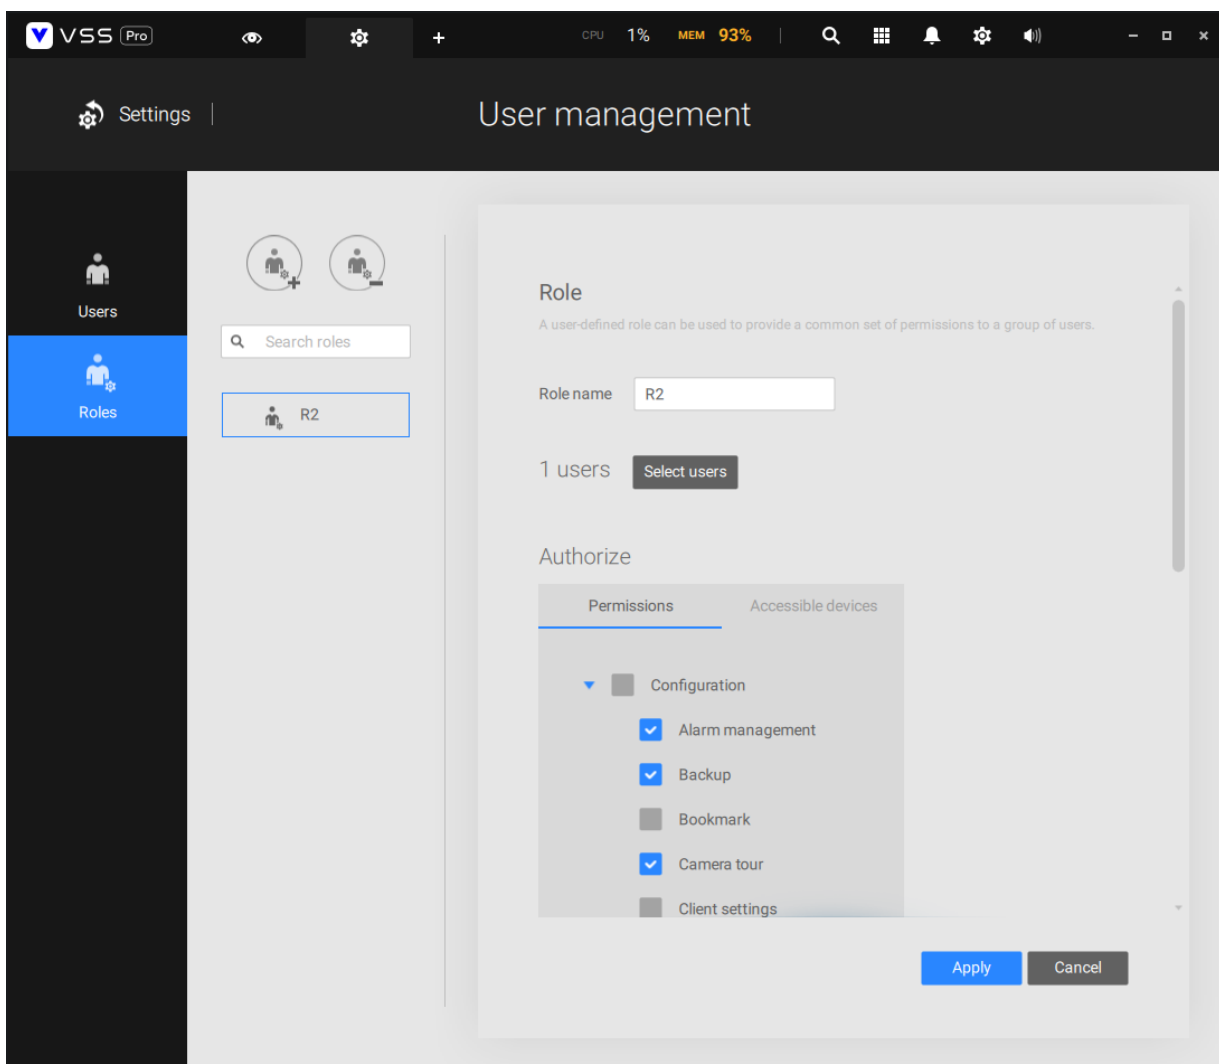 VSS Pro
CPU 1% MEM 93%
Settings
User management
Users
Roles
Search roles
R2
Role
A user-defined role can be used to provide a common set of permissions to a group of users.
Role name R2
1 users Select users
Authorize
Permissions Accessible devices
Configuration
Alarm management
Backup
Bookmark
Camera tour
Client settings
Apply Cancel